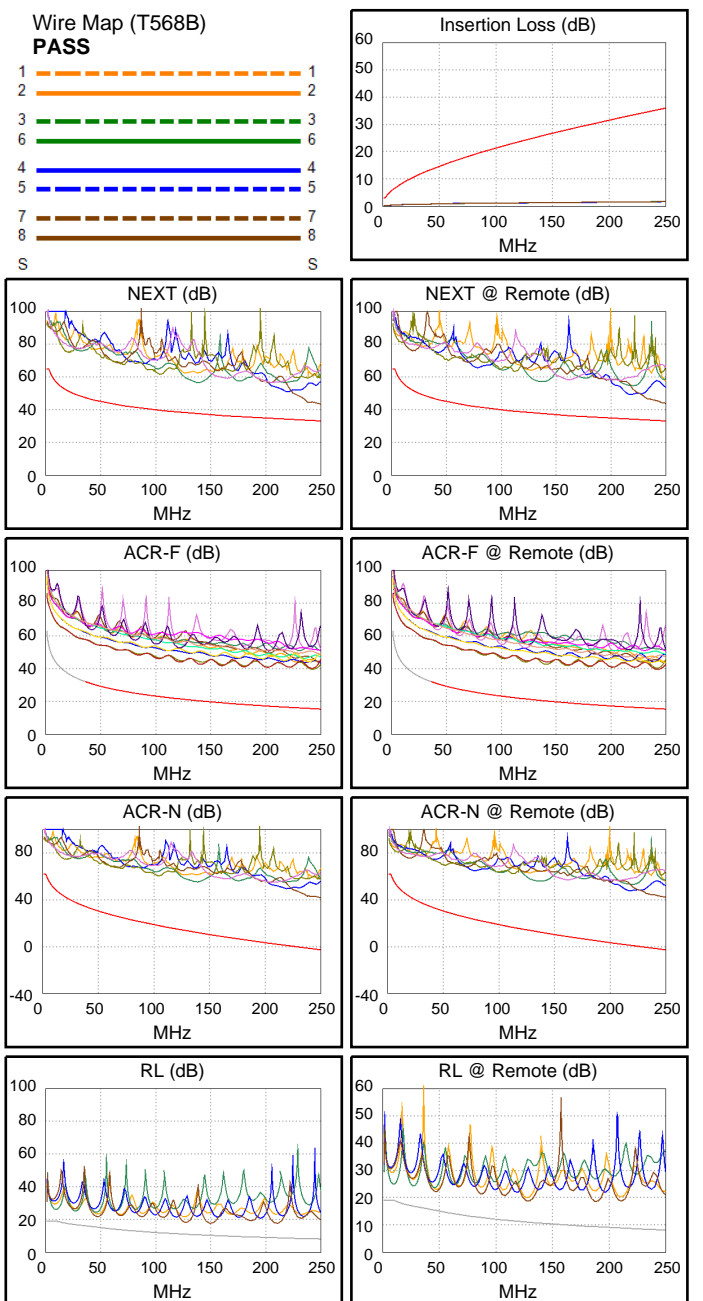 Wire Map (T568B)
PASS
1 1
2 2
3 3
6 6
4 4
5 5
7 7
8 8
S S
Insertion Loss (dB)
60
50
40
30
20
10
0
0 50 100 150 200 250
MHz
NEXT (dB)
100
80
60
40
20
0
0 50 100 150 200 250
MHz
NEXT @ Remote (dB)
100
80
60
40
20
0
0 50 100 150 200 250
MHz
ACR-F (dB)
100
80
60
40
20
0
0 50 100 150 200 250
MHz
ACR-F @ Remote (dB)
100
80
60
40
20
0
0 50 100 150 200 250
MHz
ACR-N (dB)
80
40
0
-40
0 50 100 150 200 250
MHz
ACR-N @ Remote (dB)
80
40
0
-40
0 50 100 150 200 250
MHz
RL (dB)
100
80
60
40
20
0
0 50 100 150 200 250
MHz
RL @ Remote (dB)
60
50
40
30
20
10
0
0 50 100 150 200 250
MHz